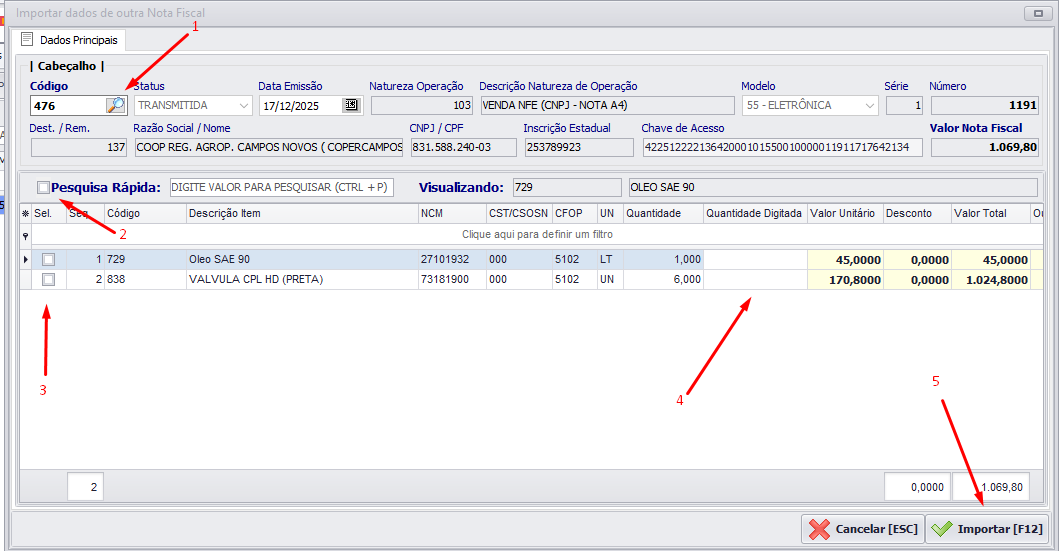 Importar dados de outra Nota Fiscal
Dados Principais
1
| Cabeçalho |
Código Status Data Emissão Natureza Operação Descrição Natureza de Operação Modelo Série Número
476 TRANSMITIDA 17/12/2025 103 VENDA NFE (CNPJ - NOTA A4) 55 - ELETRÔNICA 1 1191
Dest. / Rem. Razão Social / Nome CNPJ / CPF Inscrição Estadual Chave de Acesso Valor Nota Fiscal
137 COOP REG. AGROP. CAMPOS NOVOS ( COPERCAMPOS 831.588.240-03 253789923 42251222221364200010155001000000119117176421​34 1.069,80
Pesquisa Rápida: DIGITE VALOR PARA PESQUISAR (CTRL + P) Visualizando: 729 OLEO SAE 90
Sel. Seq. Código Descrição Item NCM CST/CSOSN CFOP UN Quantidade Quantidade Digitada Valor Unitário Desconto Valor Total
2
Clique aqui para definir um filtro
1 729 Oleo SAE 90 27101932 000 5102 LT 1,000 45,0000 0,0000 45,0000
2 838 VALVULA CPL HD (PRETA) 73181900 000 5102 UN 6,000 170,8000 0,0000 1.024,8000
3
4
5
2 0,0000 1.069,80
Cancelar [ESC] Importar [F12]